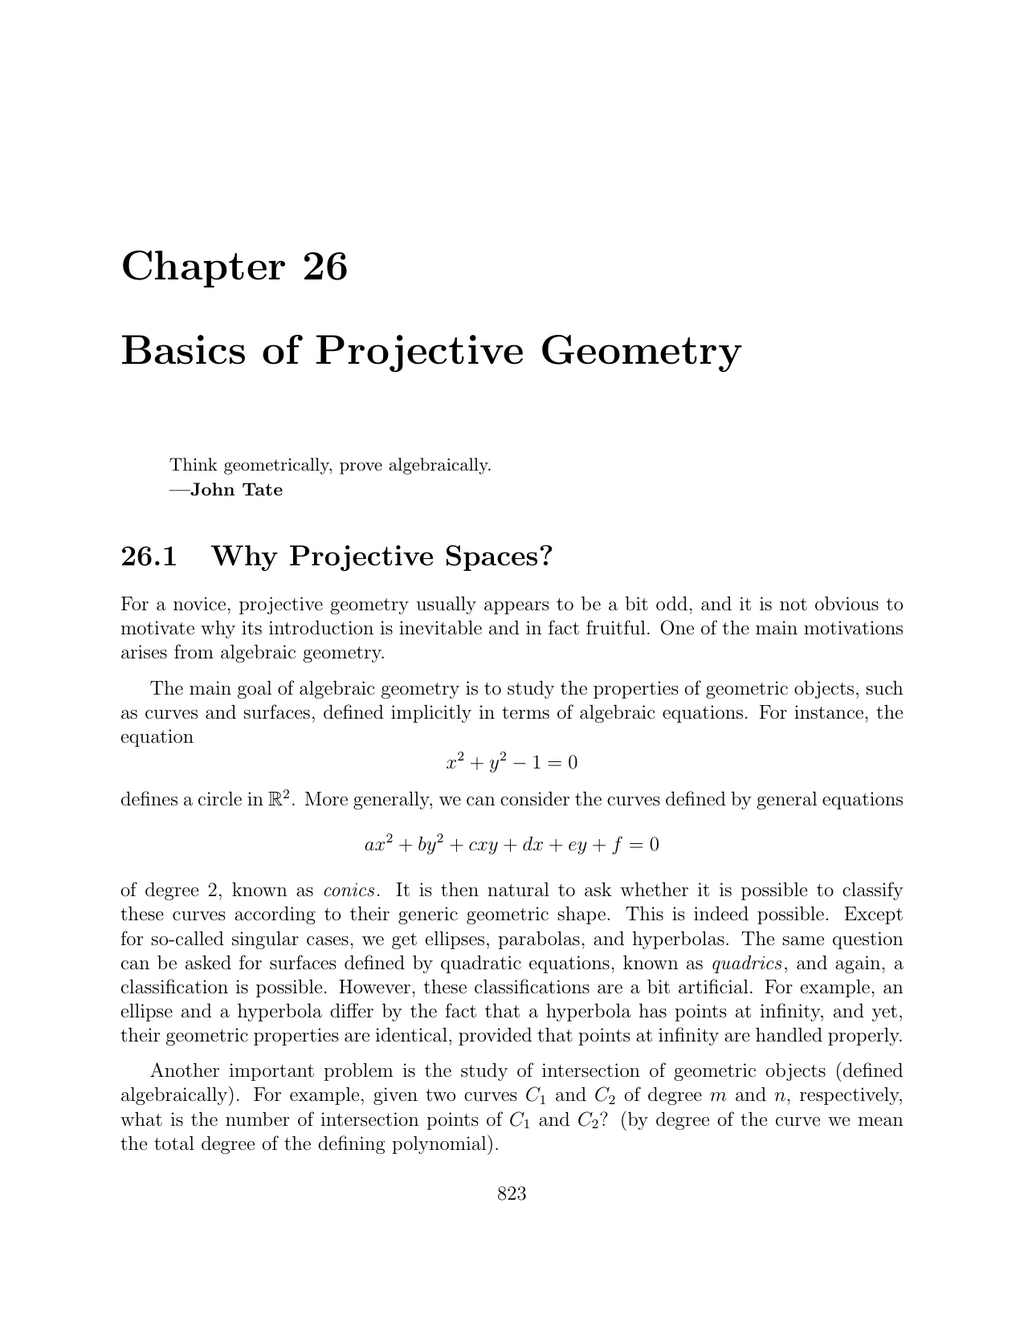 Chapter 26
Basics of Projective Geometry
Think geometrically, prove algebraically.
—John Tate
26.1 Why Projective Spaces?
For a novice, projective geometry usually appears to be a bit odd, and it is not obvious to
motivate why its introduction is inevitable and in fact fruitful. One of the main motivations
arises from algebraic geometry.
The main goal of algebraic geometry is to study the properties of geometric objects, such
as curves and surfaces, defined implicitly in terms of algebraic equations. For instance, the
equation
x² + y² − 1 = 0
defines a circle in ℝ². More generally, we can consider the curves defined by general equations
ax² + by² + cxy + dx + ey + f = 0
of degree 2, known as conics. It is then natural to ask whether it is possible to classify
these curves according to their generic geometric shape. This is indeed possible. Except
for so-called singular cases, we get ellipses, parabolas, and hyperbolas. The same question
can be asked for surfaces defined by quadratic equations, known as quadrics, and again, a
classification is possible. However, these classifications are a bit artificial. For example, an
ellipse and a hyperbola differ by the fact that a hyperbola has points at infinity, and yet,
their geometric properties are identical, provided that points at infinity are handled properly.
Another important problem is the study of intersection of geometric objects (defined
algebraically). For example, given two curves C₁ and C₂ of degree m and n, respectively,
what is the number of intersection points of C₁ and C₂? (by degree of the curve we mean
the total degree of the defining polynomial).
823